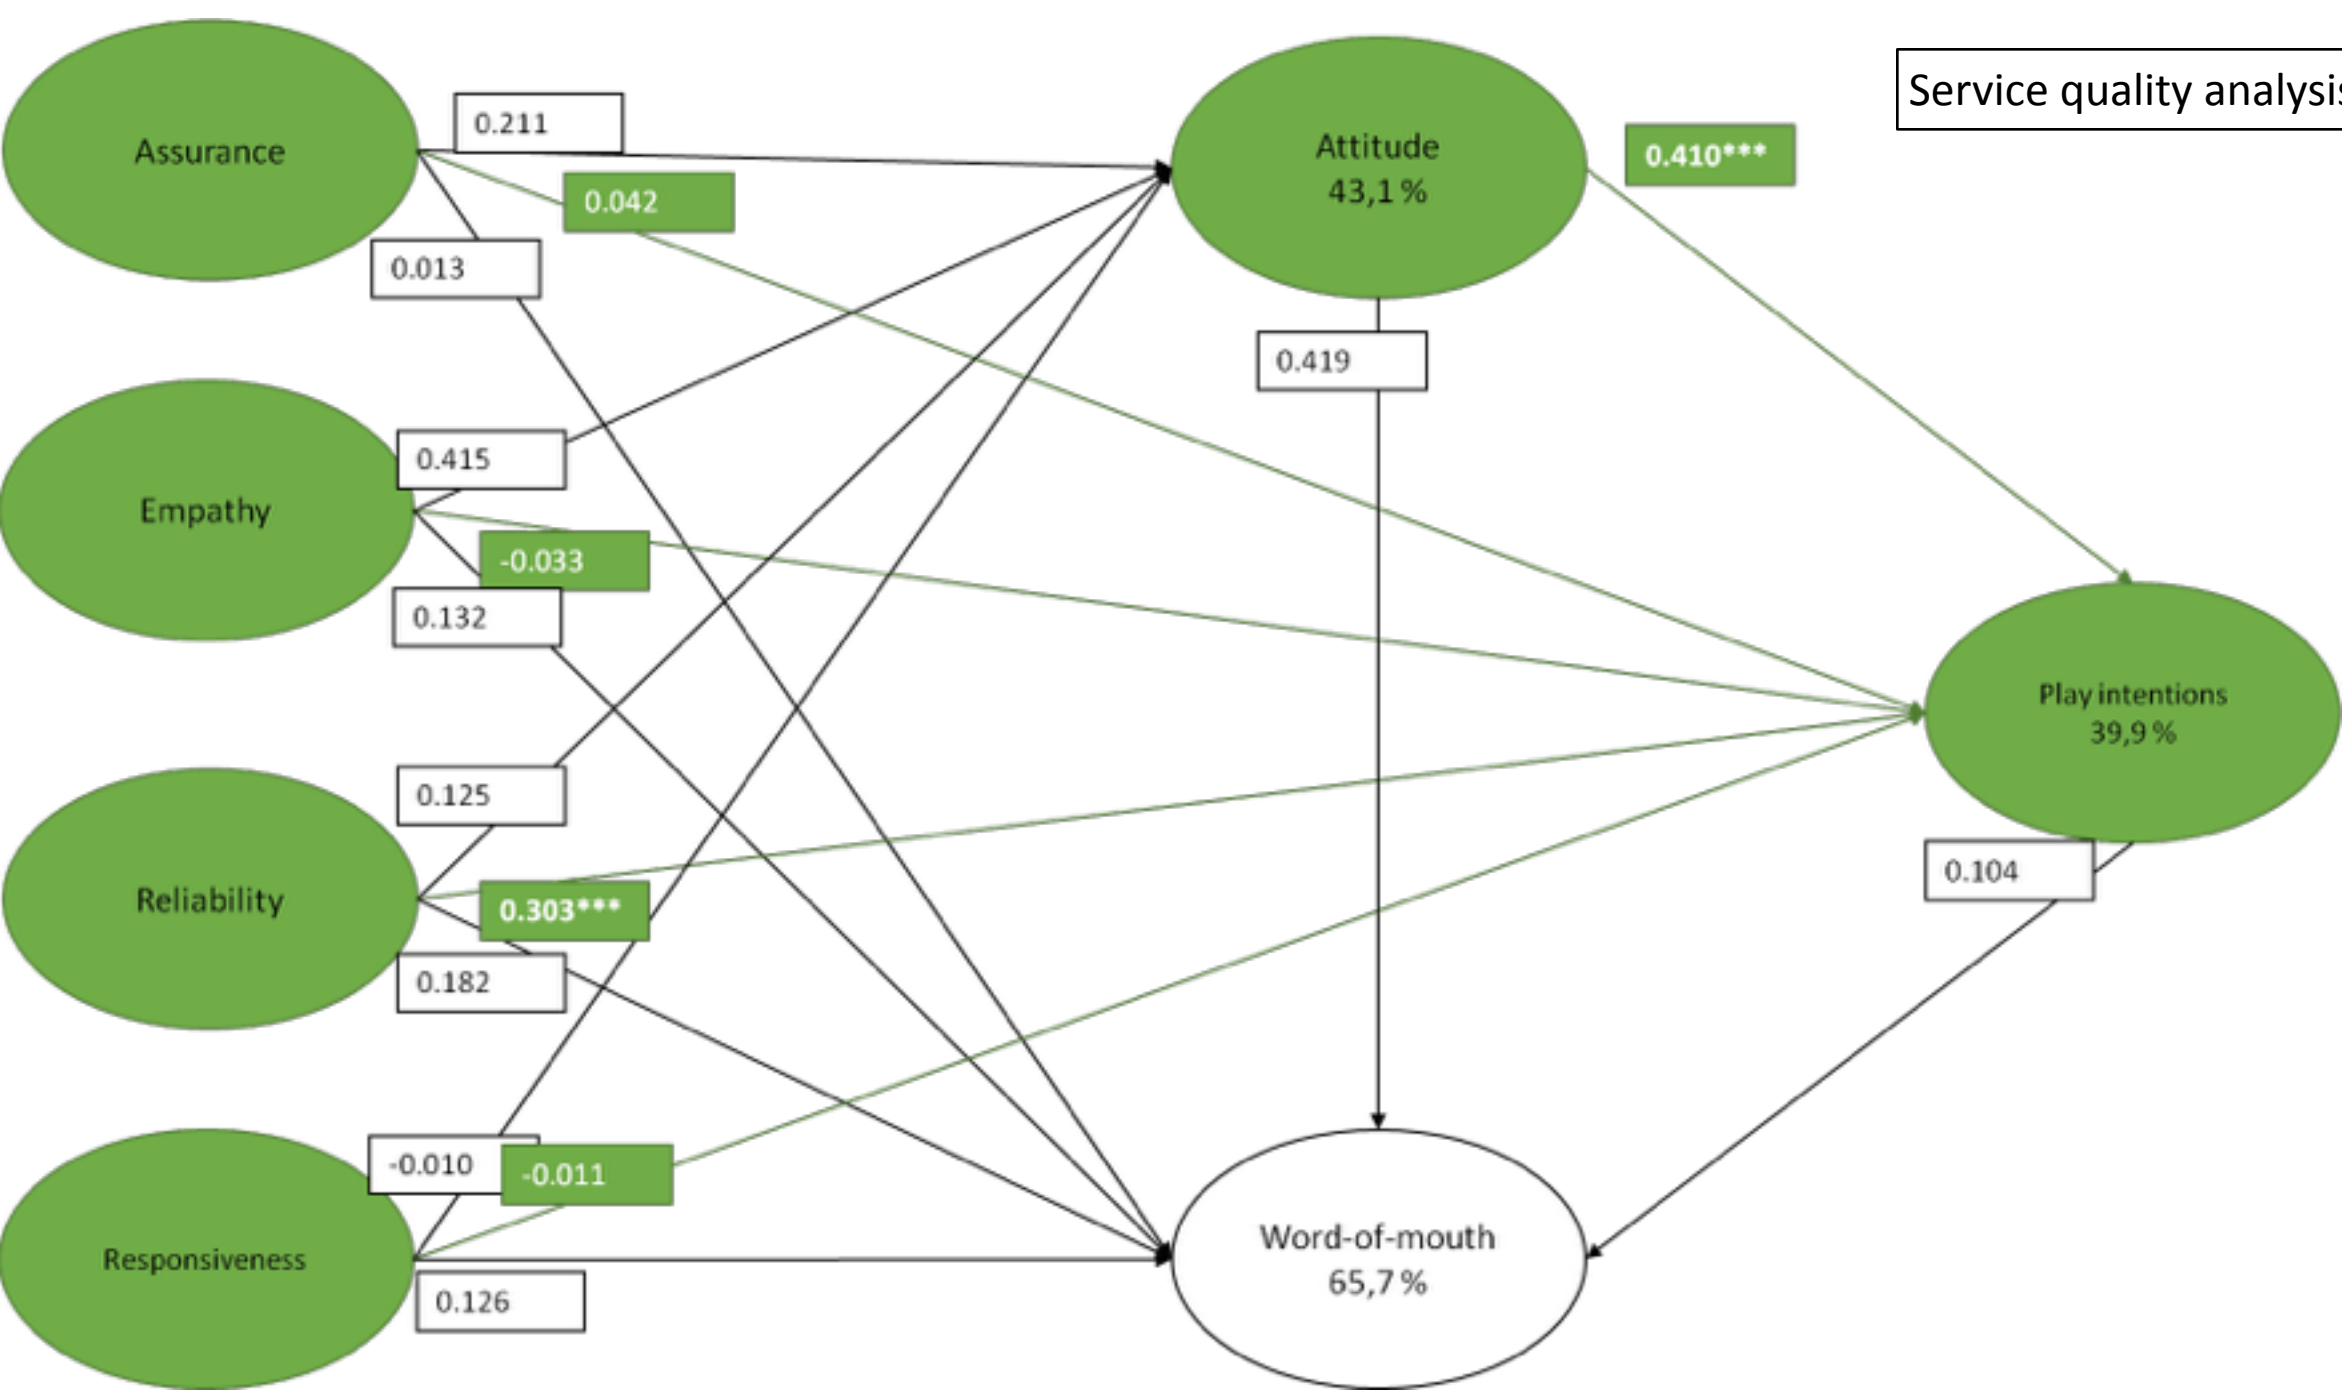 Service quality analysis
Assurance
0.211
0.042
0.013
Attitude
43,1 %
0.410***
0.419
Empathy
0.415
-0.033
0.132
Play intentions
39,9 %
0.104
Reliability
0.125
0.303***
0.182
Responsiveness
-0.010
-0.011
0.126
Word-of-mouth
65,7 %